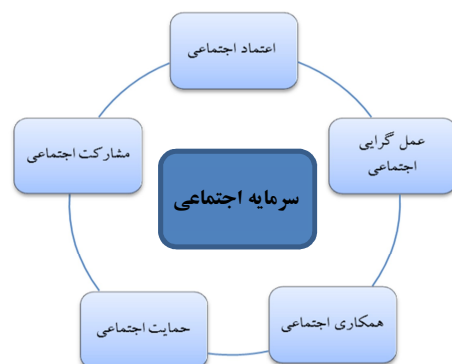 اعتماد اجتماعی
عمل گرایی
اجتماعی
مشارکت اجتماعی
سرمایه اجتماعی
همکاری اجتماعی
حمایت اجتماعی